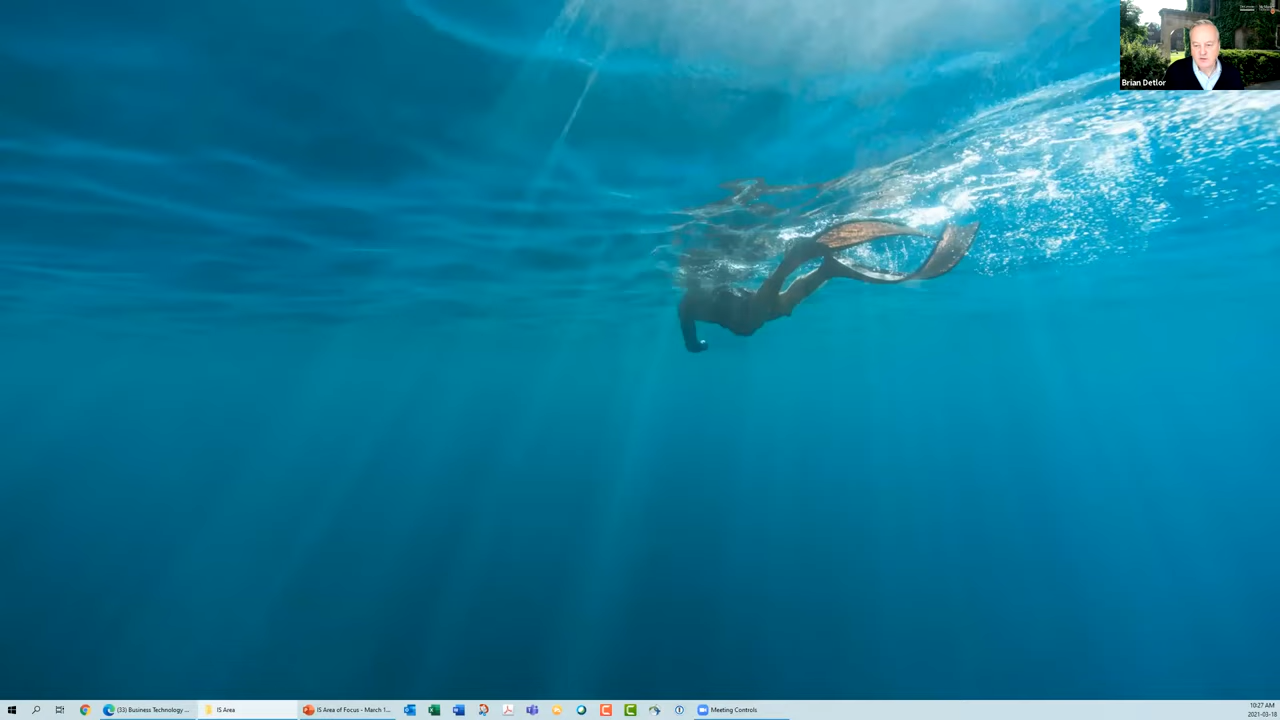 Brian Detlor
(33) Business Technology ...
IS Area
IS Area of Focus - March 1...
Meeting Controls
10:27 AM
2021-03-18